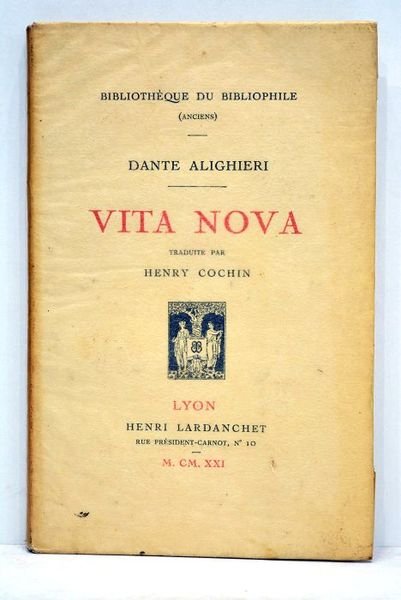 BIBLIOTHÈQUE DU BIBLIOPHILE
(ANCIENS)
DANTE ALIGHIERI
VITA NOVA
TRADUITE PAR
HENRY COCHIN
LYON
HENRI LARDANCHET
RUE PRÉSIDENT-CARNOT, N° 10
M. CM. XXI